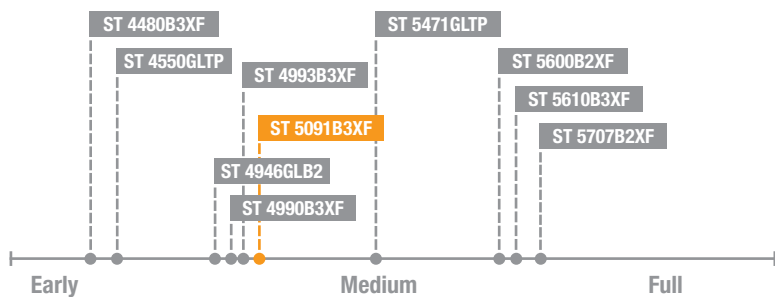 ST 4480B3XF
ST 5471GLTP
ST 4550GLTP
ST 4993B3XF
ST 5600B2XF
ST 5610B3XF
ST 5091B3XF
ST 5707B2XF
ST 4946GLB2
ST 4990B3XF
Early Medium Full